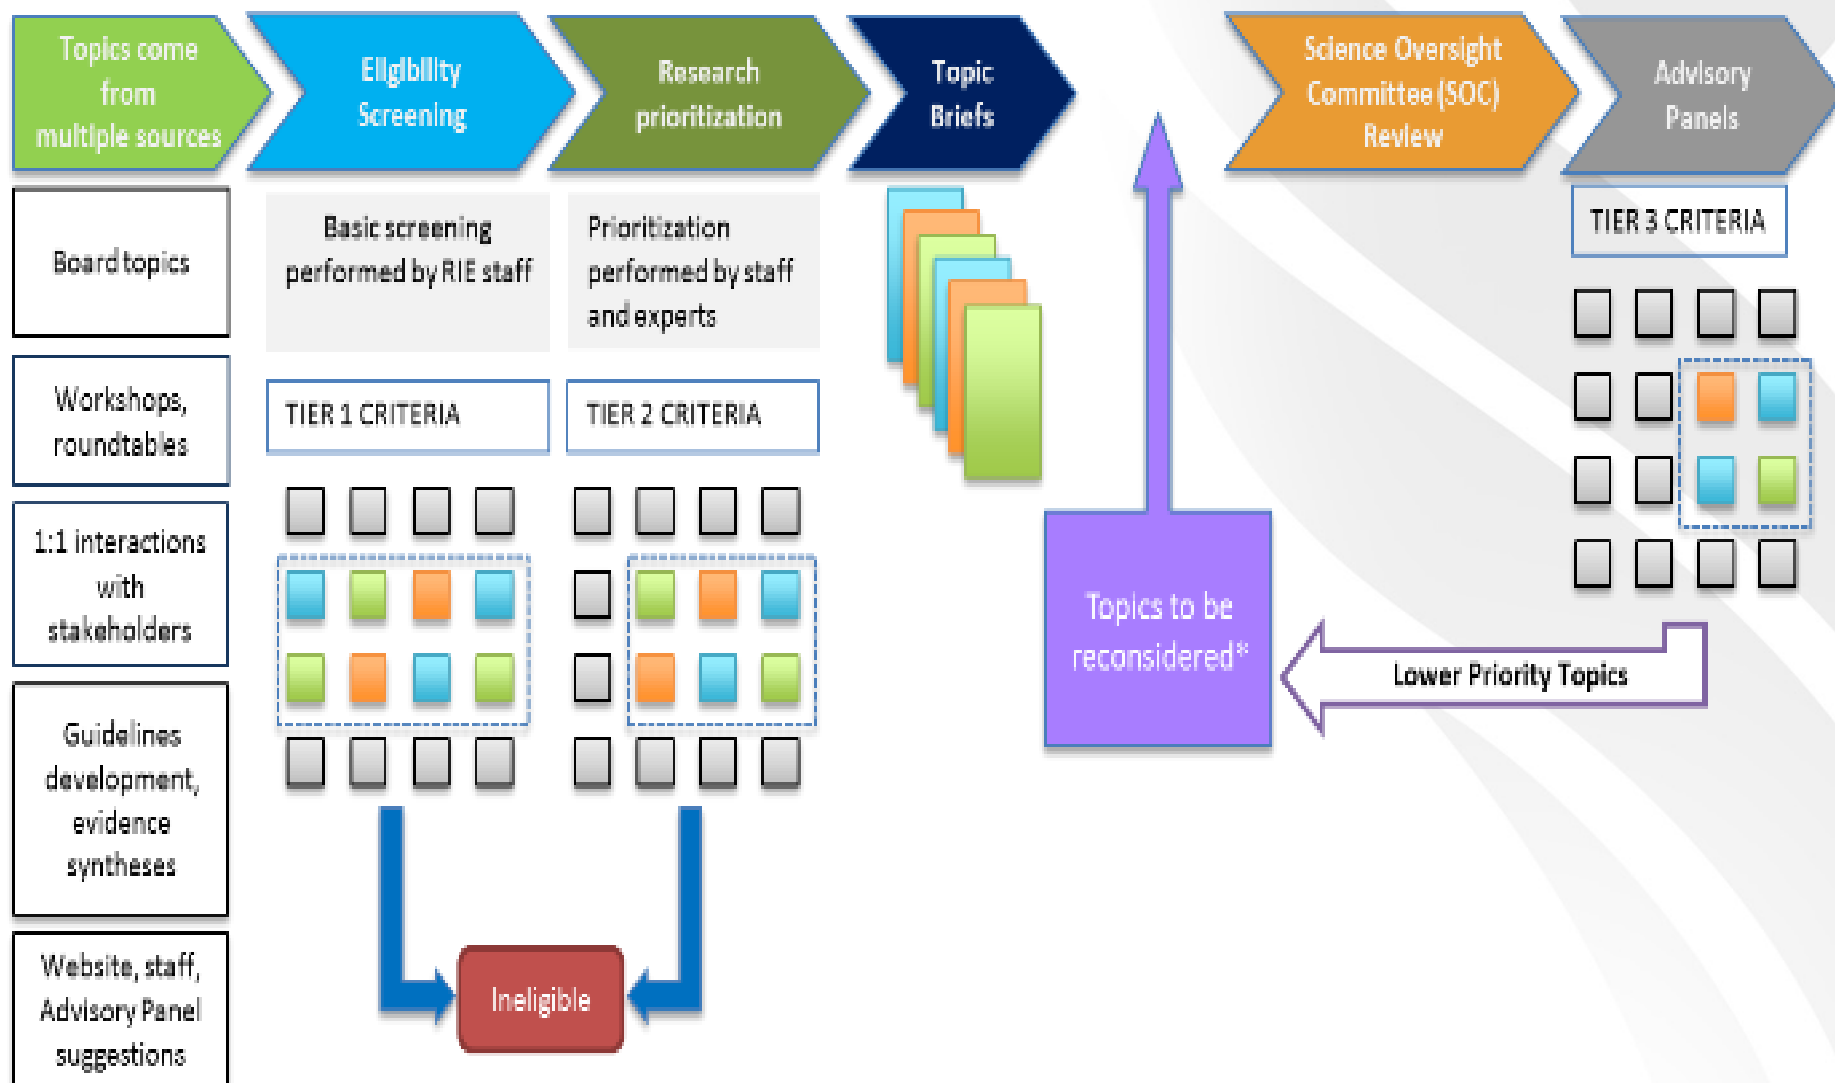 Topics come
from
multiple sources
Eligibility
Screening
Research
prioritization
Topic
Briefs
Science Oversight
Committee (SOC)
Review
Advisory
Panels
Board topics
Workshops,
roundtables
1:1 interactions
with
stakeholders
Guidelines
development,
evidence
syntheses
Website, staff,
Advisory Panel
suggestions
Basic screening
performed by RIE staff
TIER 1 CRITERIA
Prioritization
performed by staff
and experts
TIER 2 CRITERIA
Ineligible
Topics to be
reconsidered*
TIER 3 CRITERIA
Lower Priority Topics